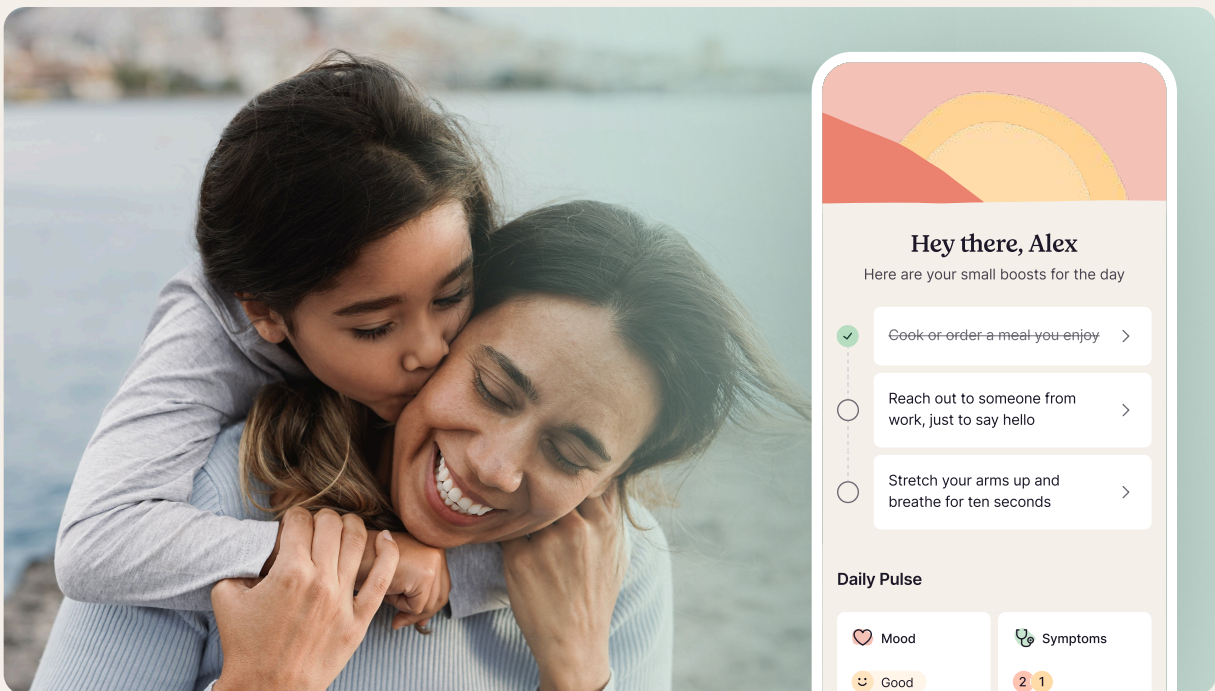 Hey there, Alex
Here are your small boosts for the day
Cook or order a meal you enjoy
Reach out to someone from
work, just to say hello
Stretch your arms up and
breathe for ten seconds
Daily Pulse
Mood
Symptoms
Good
2 1